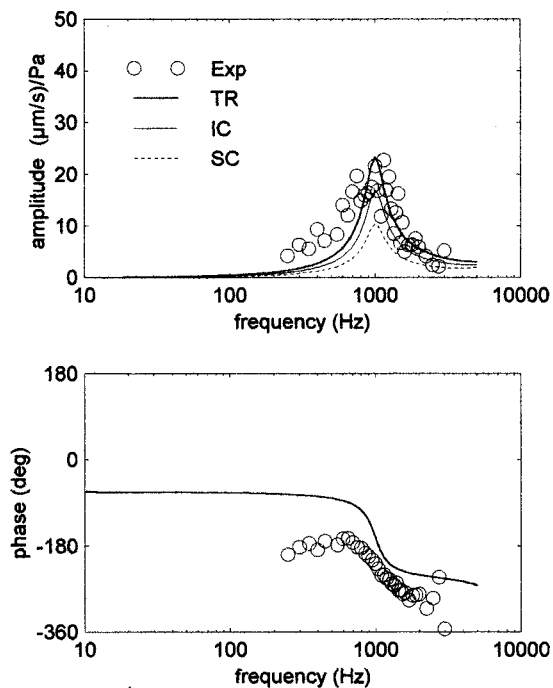 50
40
30
20
10
0
amplitude (µm/s)/Pa
Exp
TR
IC
SC
10 100 1000 10000
frequency (Hz)
180
0
-180
-360
phase (deg)
10 100 1000 10000
frequency (Hz)